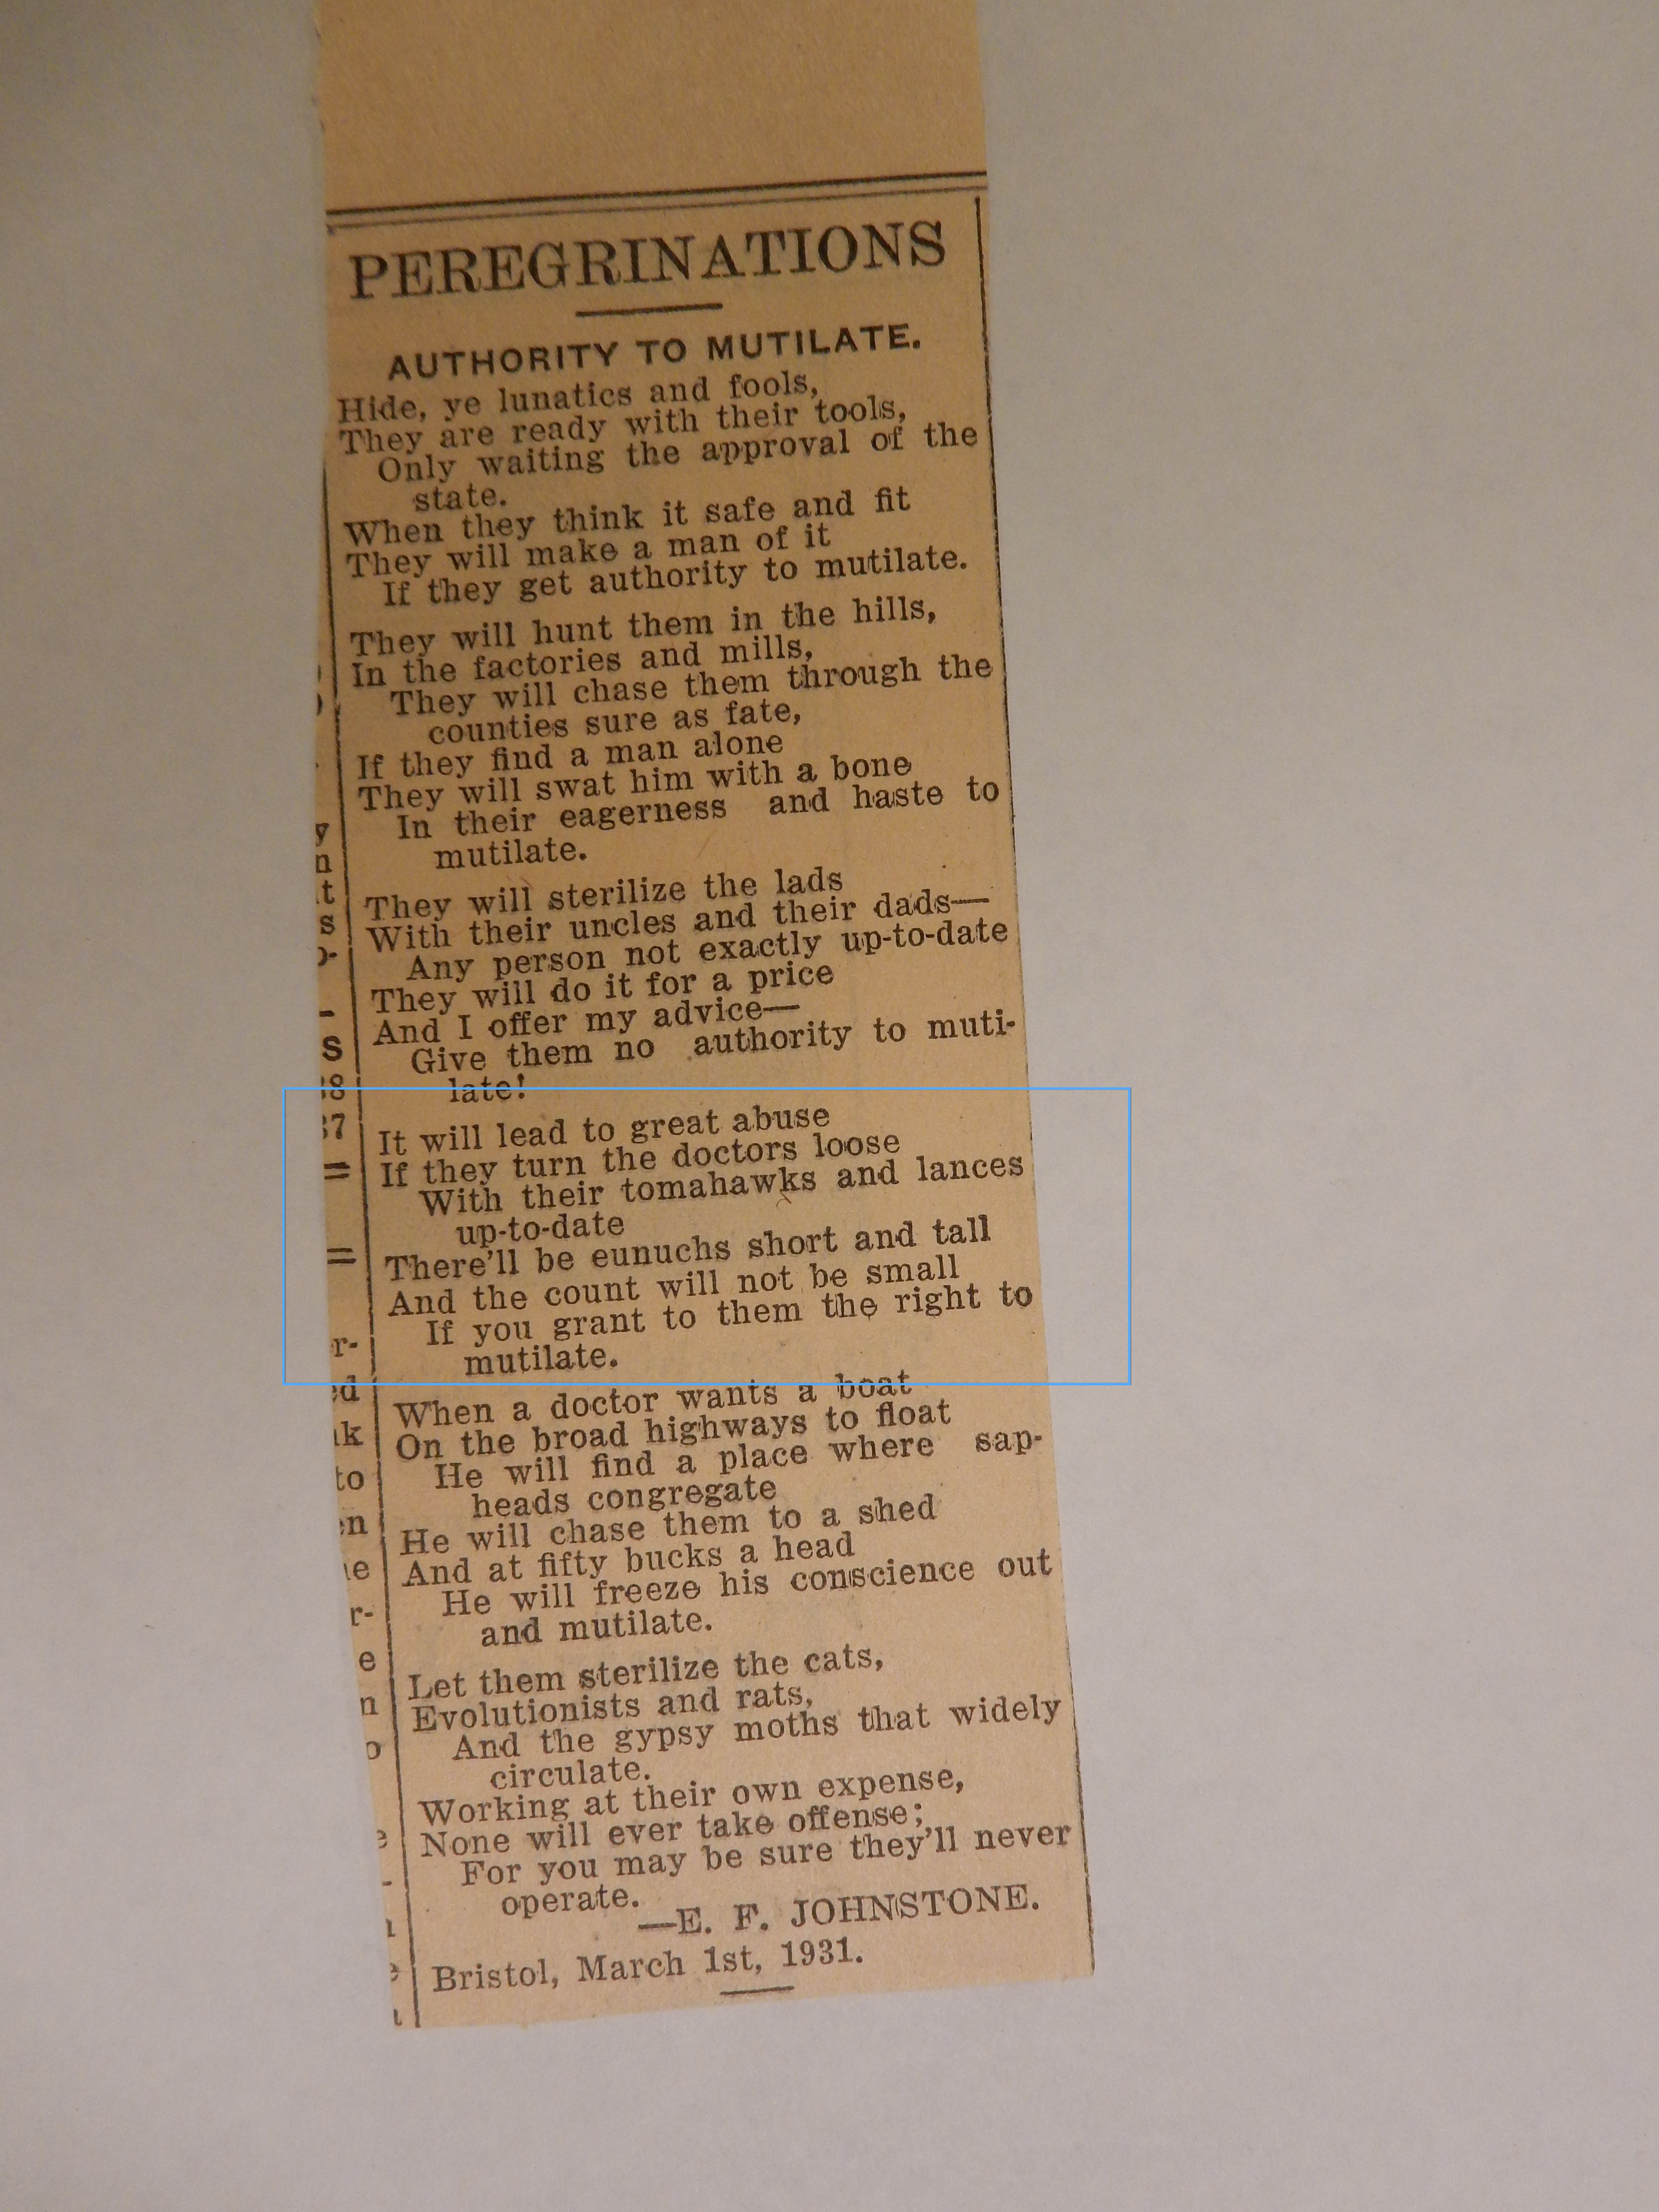 PEREGRINATIONS
AUTHORITY TO MUTILATE.
Hide, ye lunatics and fools,
They are ready with their tools,
Only waiting the approval of the
state.
When they think it safe and fit
They will make a man of it
If they get authority to mutilate.
They will hunt them in the hills,
In the factories and mills,
They will chase them through the
counties sure as fate,
If they find a man alone
They will swat him with a bone
In their eagerness and haste to
mutilate.
They will sterilize the lads
With their uncles and their dads—
Any person not exactly up-to-date
They will do it for a price
And I offer my advice—
Give them no authority to muti-
late!
It will lead to great abuse
If they turn the doctors loose
With their tomahawks and lances
up-to-date
There'll be eunuchs short and tall
And the count will not be small
If you grant to them the right to
mutilate.
When a doctor wants a boat
On the broad highways to float
He will find a place where sap-
heads congregate
He will chase them to a shed
And at fifty bucks a head
He will freeze his conscience out
and mutilate.
Let them sterilize the cats,
Evolutionists and rats,
And the gypsy moths that widely
circulate.
Working at their own expense,
None will ever take offense;
For you may be sure they'll never
operate.
—E. F. JOHNSTONE.
Bristol, March 1st, 1931.